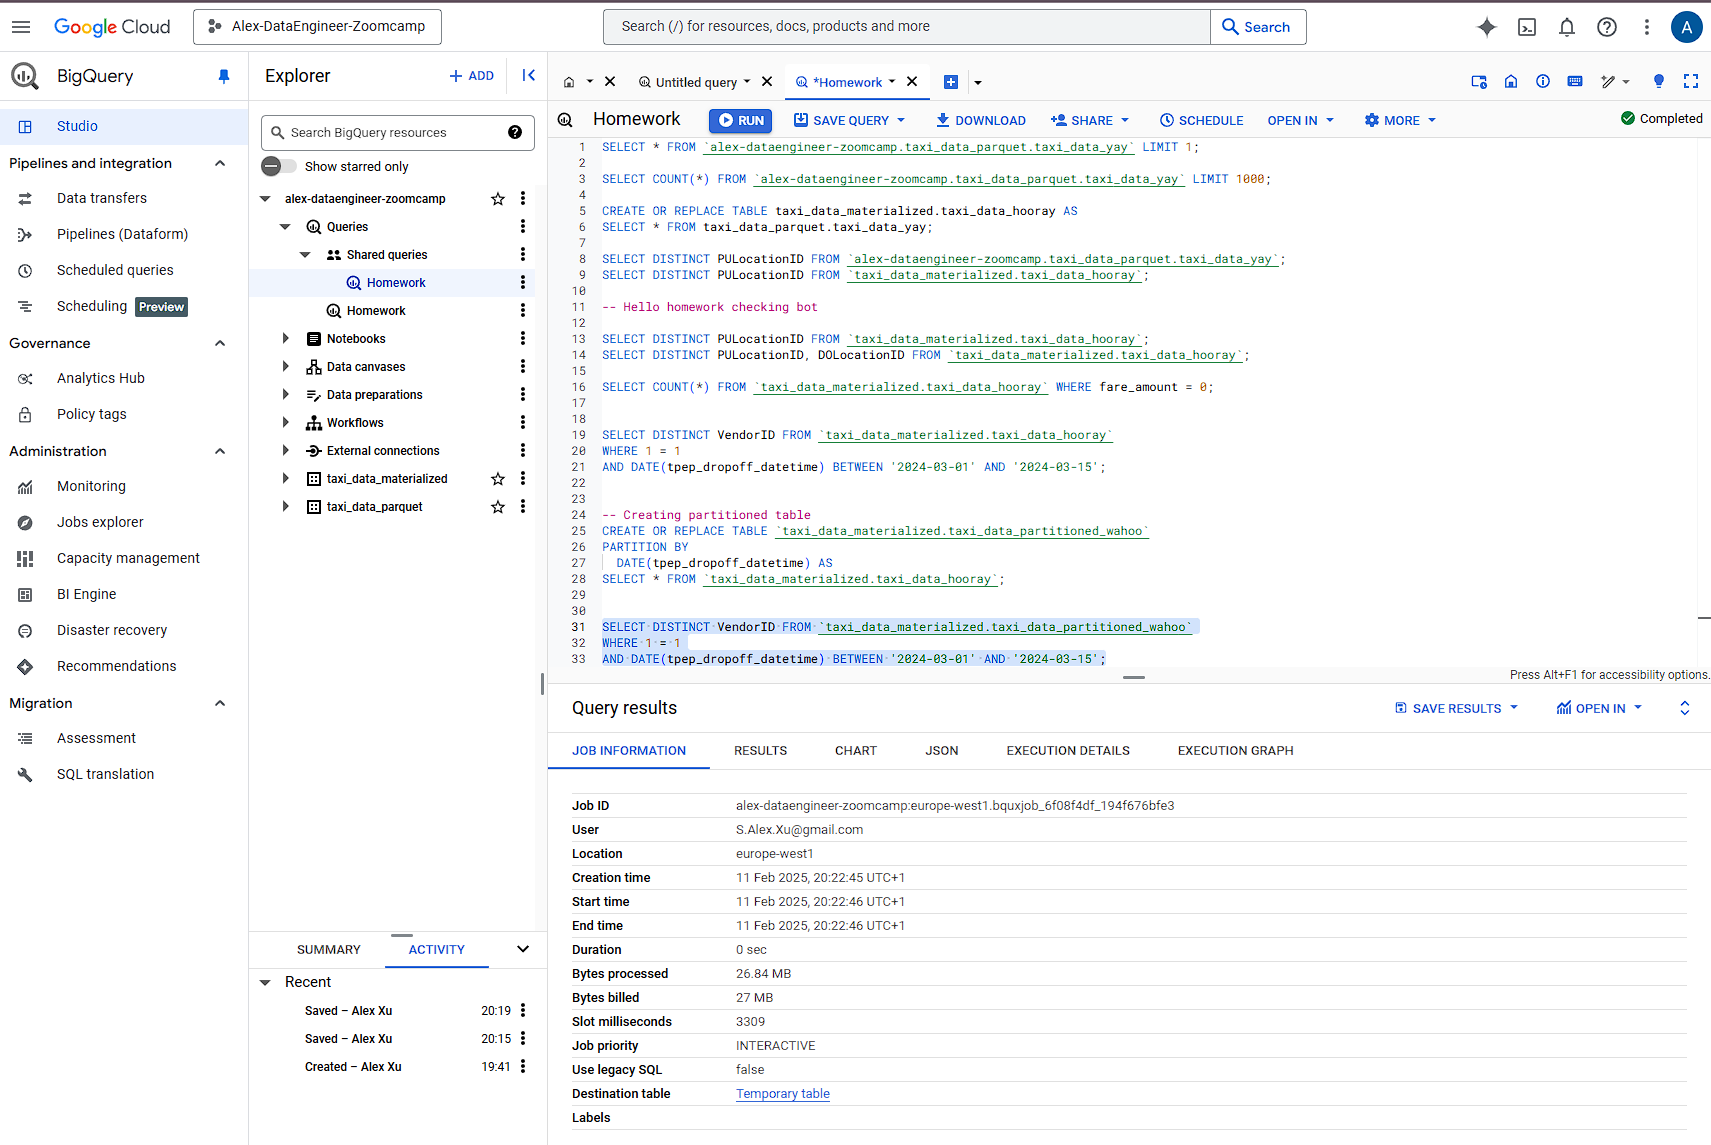 Google Cloud
Alex-DataEngineer-Zoomcamp
Search (/) for resources, docs, products and more
Search
A
BigQuery
Studio
Pipelines and integration
Data transfers
Pipelines (Dataform)
Scheduled queries
Scheduling Preview
Governance
Analytics Hub
Policy tags
Administration
Monitoring
Jobs explorer
Capacity management
BI Engine
Disaster recovery
Recommendations
Migration
Assessment
SQL translation
Explorer
+ ADD
Search BigQuery resources
Show starred only
alex-dataengineer-zoomcamp
Queries
Shared queries
Homework
Homework
Notebooks
Data canvases
Data preparations
Workflows
External connections
taxi_data_materialized
taxi_data_parquet
SUMMARY
ACTIVITY
Recent
Saved – Alex Xu 20:19
Saved – Alex Xu 20:15
Created – Alex Xu 19:41
Untitled query
*Homework
Homework
RUN
SAVE QUERY
DOWNLOAD
SHARE
SCHEDULE
OPEN IN
MORE
Completed
1 SELECT * FROM `alex-dataengineer-zoomcamp.taxi_data_parquet.taxi_data_yay` LIMIT 1;
2
3 SELECT COUNT(*) FROM `alex-dataengineer-zoomcamp.taxi_data_parquet.taxi_data_yay` LIMIT 1000;
4
5 CREATE OR REPLACE TABLE taxi_data_materialized.taxi_data_hooray AS
6 SELECT * FROM taxi_data_parquet.taxi_data_yay;
7
8 SELECT DISTINCT PULocationID FROM `alex-dataengineer-zoomcamp.taxi_data_parquet.taxi_data_yay`;
9 SELECT DISTINCT PULocationID FROM `taxi_data_materialized.taxi_data_hooray`;
10
11 -- Hello homework checking bot
12
13 SELECT DISTINCT PULocationID FROM `taxi_data_materialized.taxi_data_hooray`;
14 SELECT DISTINCT PULocationID, DOLocationID FROM `taxi_data_materialized.taxi_data_hooray`;
15
16 SELECT COUNT(*) FROM `taxi_data_materialized.taxi_data_hooray` WHERE fare_amount = 0;
17
18
19 SELECT DISTINCT VendorID FROM `taxi_data_materialized.taxi_data_hooray`
20 WHERE 1 = 1
21 AND DATE(tpep_dropoff_datetime) BETWEEN '2024-03-01' AND '2024-03-15';
22
23
24 -- Creating partitioned table
25 CREATE OR REPLACE TABLE `taxi_data_materialized.taxi_data_partitioned_wahoo`
26 PARTITION BY
27 DATE(tpep_dropoff_datetime) AS
28 SELECT * FROM `taxi_data_materialized.taxi_data_hooray`;
29
30
31 SELECT DISTINCT VendorID FROM `taxi_data_materialized.taxi_data_partitioned_wahoo`
32 WHERE 1 = 1
33 AND DATE(tpep_dropoff_datetime) BETWEEN '2024-03-01' AND '2024-03-15';
Press Alt+F1 for accessibility options.
Query results
SAVE RESULTS
OPEN IN
JOB INFORMATION
RESULTS
CHART
JSON
EXECUTION DETAILS
EXECUTION GRAPH
Job ID alex-dataengineer-zoomcamp:europe-west1.bquxjob_6f08f4df_194f676bfe3
User S.Alex.Xu@gmail.com
Location europe-west1
Creation time 11 Feb 2025, 20:22:45 UTC+1
Start time 11 Feb 2025, 20:22:46 UTC+1
End time 11 Feb 2025, 20:22:46 UTC+1
Duration 0 sec
Bytes processed 26.84 MB
Bytes billed 27 MB
Slot milliseconds 3309
Job priority INTERACTIVE
Use legacy SQL false
Destination table Temporary table
Labels